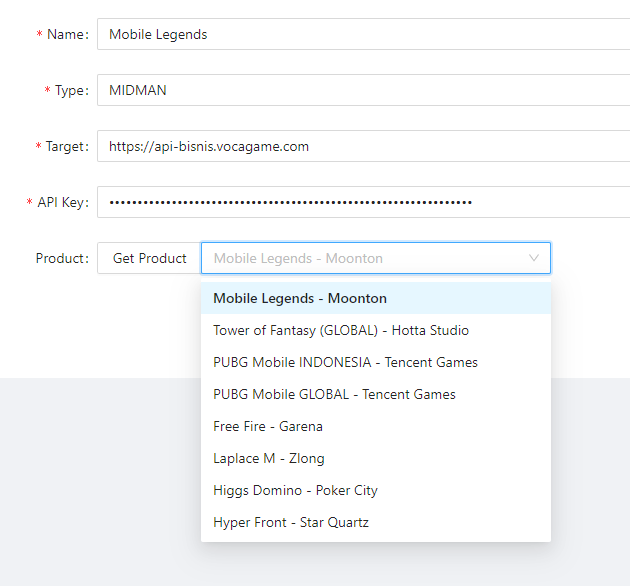 * Name: Mobile Legends
* Type: MIDMAN
* Target: https://api-bisnis.vocagame.com
* API Key: ••••••••••••••••••••••••••••••••••••••••••••••••••••••••••••••••
Product: Get Product Mobile Legends - Moonton
Mobile Legends - Moonton
Tower of Fantasy (GLOBAL) - Hotta Studio
PUBG Mobile INDONESIA - Tencent Games
PUBG Mobile GLOBAL - Tencent Games
Free Fire - Garena
Laplace M - Zlong
Higgs Domino - Poker City
Hyper Front - Star Quartz